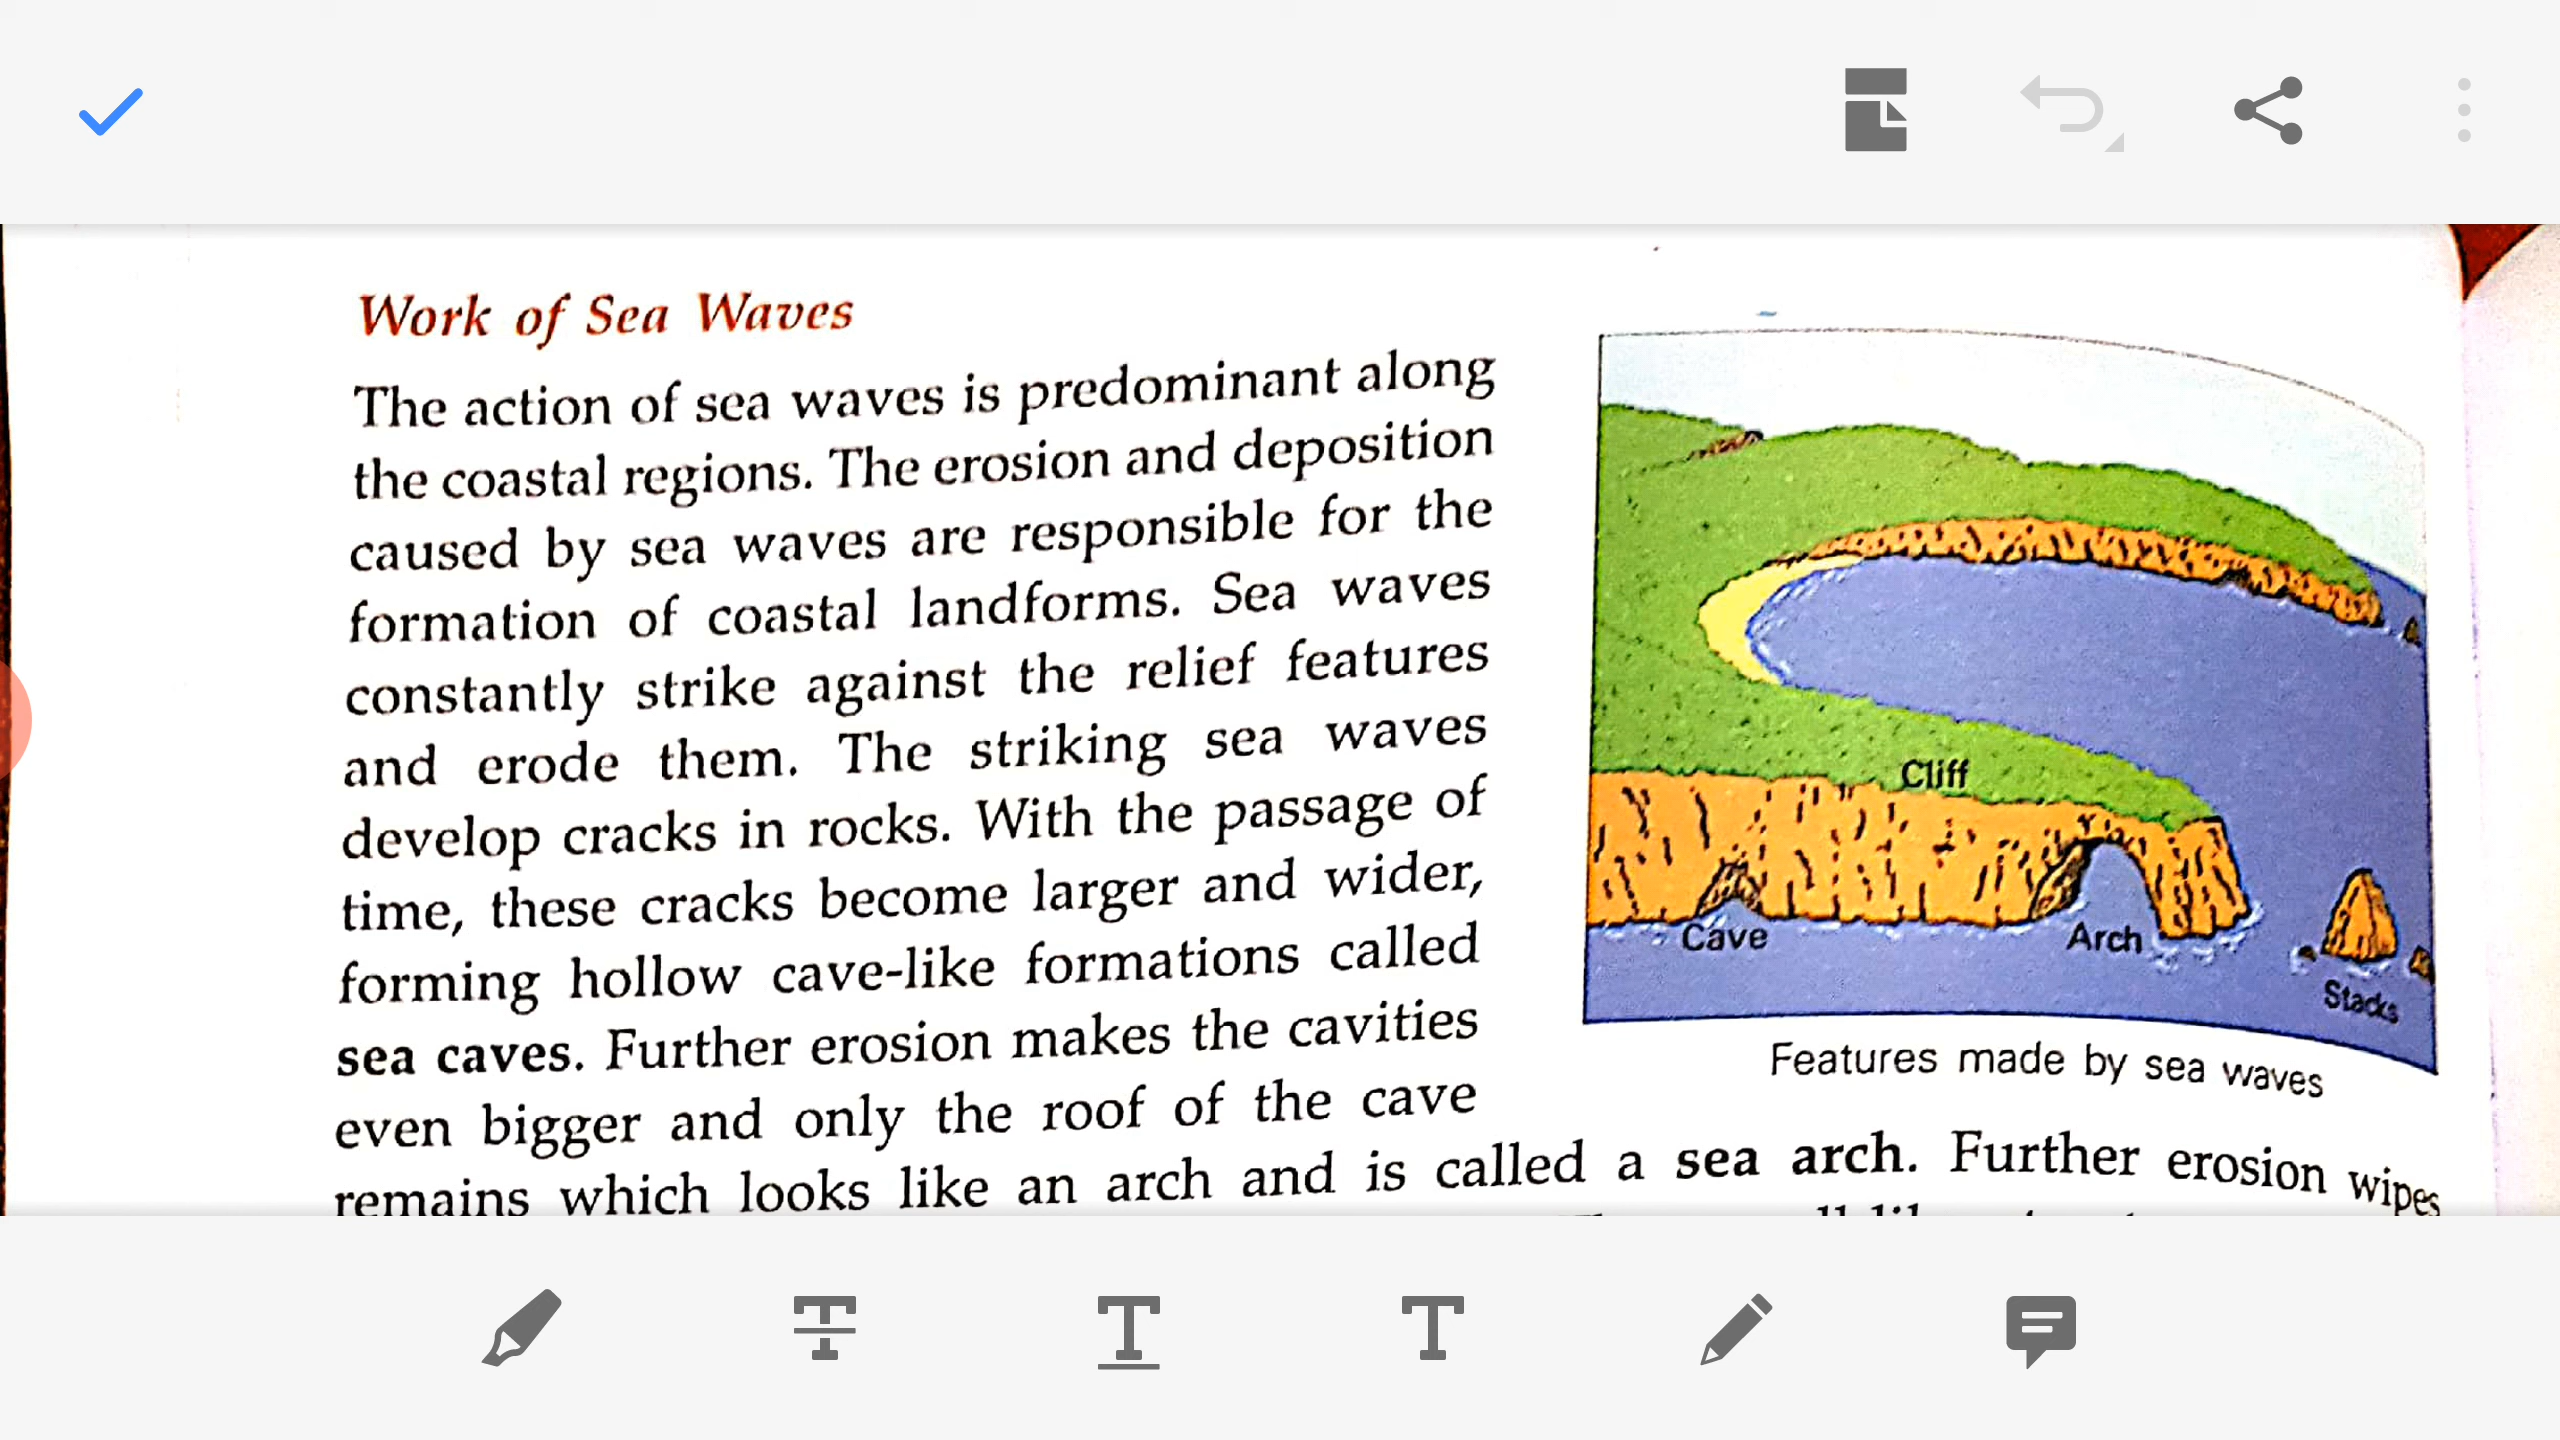 Work of Sea Waves
The action of sea waves is predominant along
the coastal regions. The erosion and deposition
caused by sea waves are responsible for the
formation of coastal landforms. Sea waves
constantly strike against the relief features
and erode them. The striking sea waves
develop cracks in rocks. With the passage of
time, these cracks become larger and wider,
forming hollow cave-like formations called
sea caves. Further erosion makes the cavities
even bigger and only the roof of the cave
remains which looks like an arch and is called a sea arch. Further erosion wipes
Cliff
Cave
Arch
Stacks
Features made by sea waves